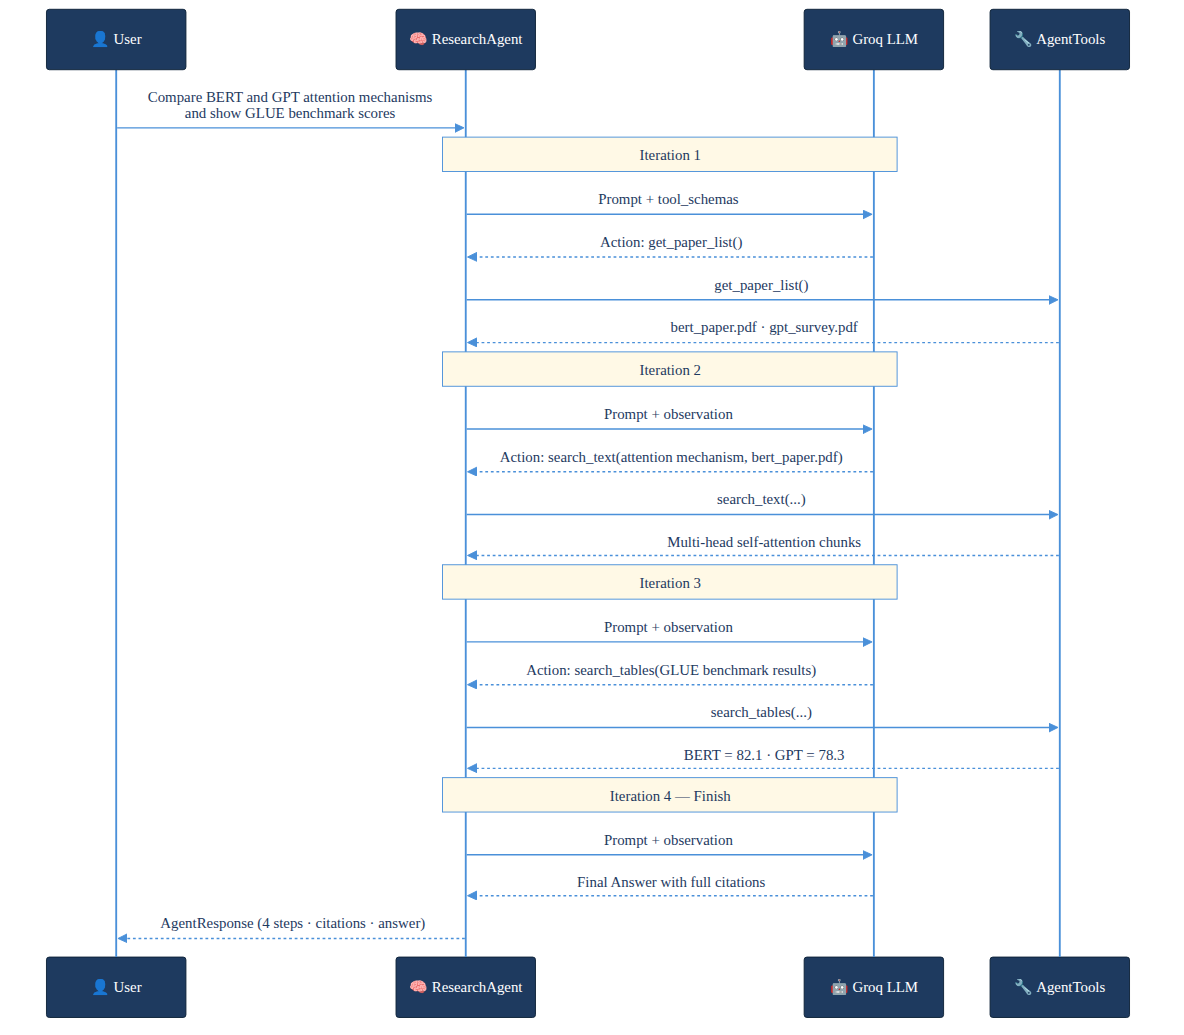 👤 User
🧠 ResearchAgent
🤖 Groq LLM
🔧 AgentTools
Compare BERT and GPT attention mechanisms
and show GLUE benchmark scores
Iteration 1
Prompt + tool_schemas
Action: get_paper_list()
get_paper_list()
bert_paper.pdf · gpt_survey.pdf
Iteration 2
Prompt + observation
Action: search_text(attention mechanism, bert_paper.pdf)
search_text(...)
Multi-head self-attention chunks
Iteration 3
Prompt + observation
Action: search_tables(GLUE benchmark results)
search_tables(...)
BERT = 82.1 · GPT = 78.3
Iteration 4 — Finish
Prompt + observation
Final Answer with full citations
AgentResponse (4 steps · citations · answer)
👤 User
🧠 ResearchAgent
🤖 Groq LLM
🔧 AgentTools